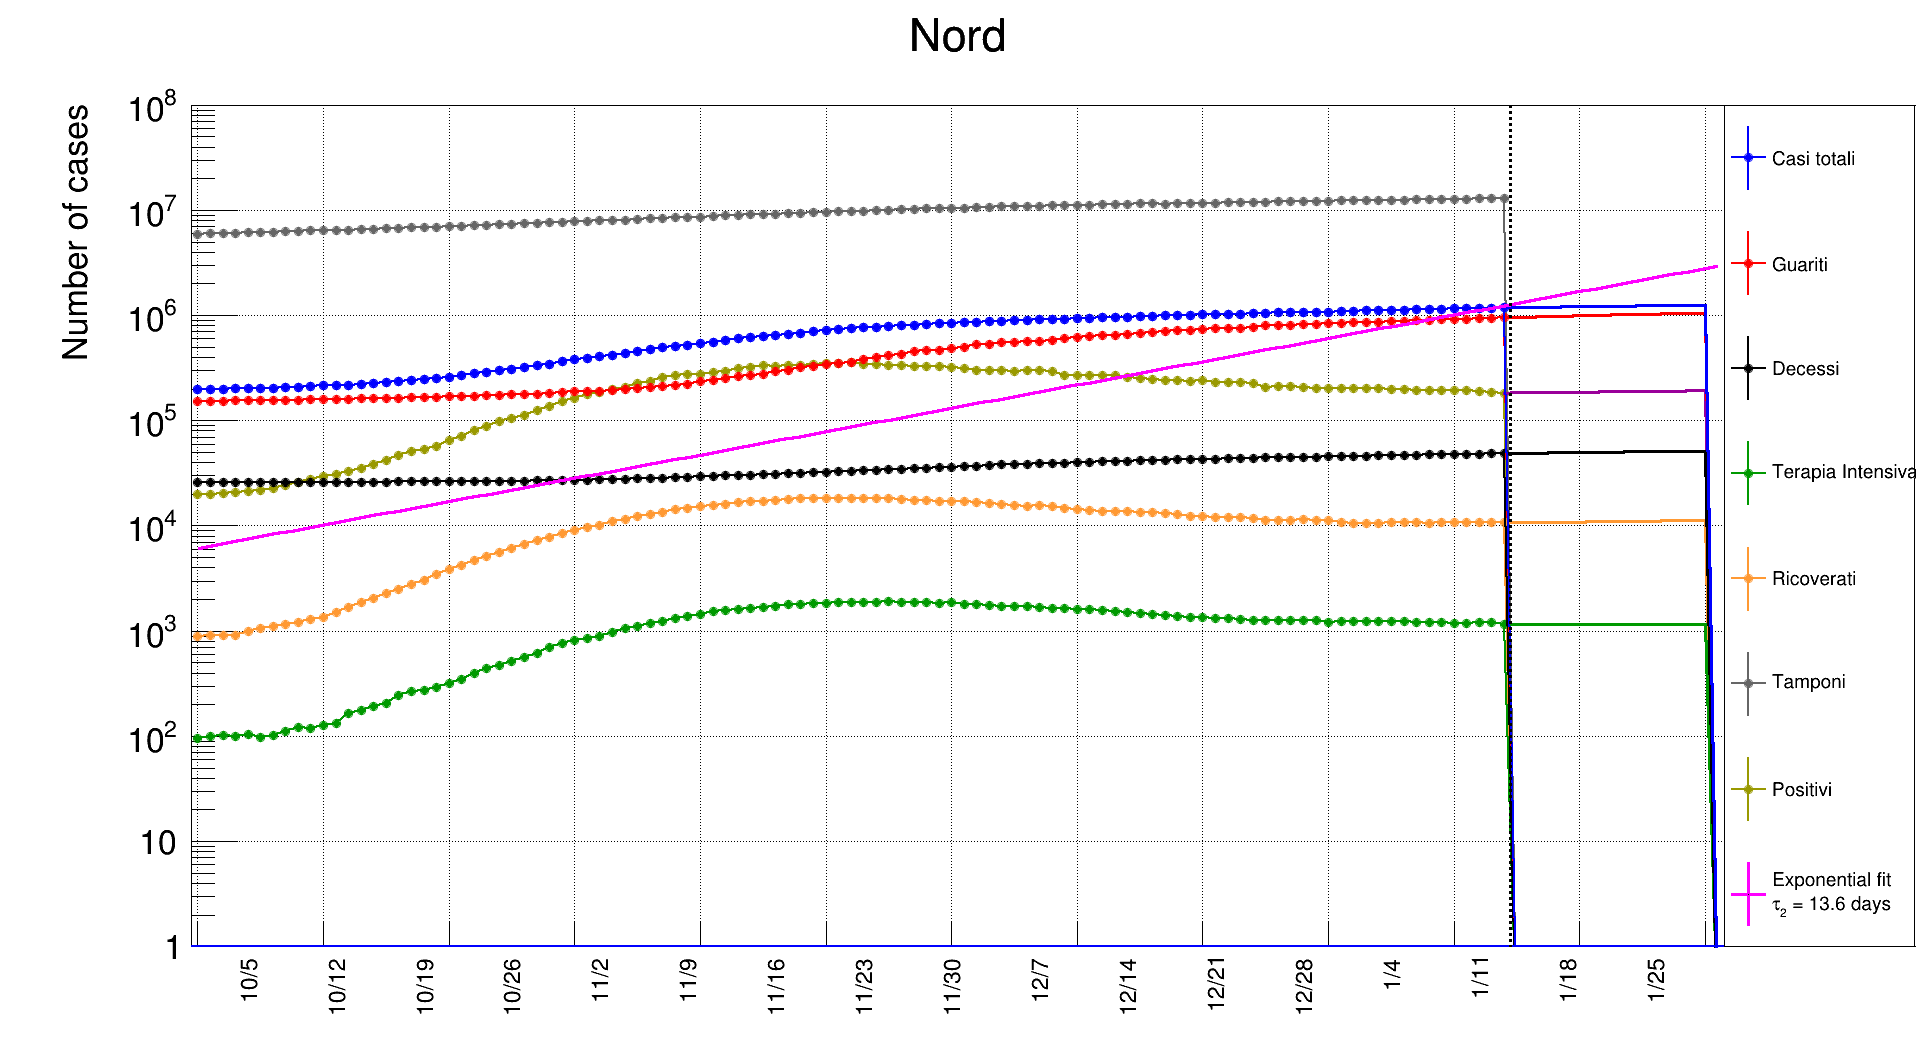 Nord
Number of cases
10^8
10^7
10^6
10^5
10^4
10^3
10^2
10
1
10/5
10/12
10/19
10/26
11/2
11/9
11/16
11/23
11/30
12/7
12/14
12/21
12/28
1/4
1/11
1/18
1/25
Casi totali
Guariti
Decessi
Terapia Intensiva
Ricoverati
Tamponi
Positivi
Exponential fit
τ_2 = 13.6 days